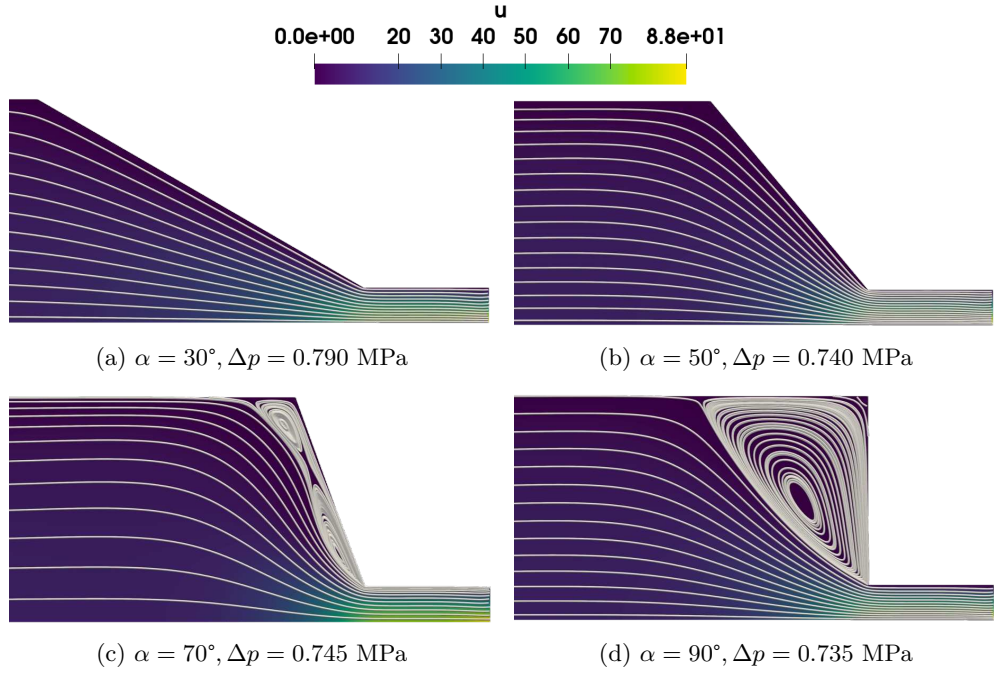 u
0.0e+00 20 30 40 50 60 70 8.8e+01
(a) α = 30°, Δp = 0.790 MPa
(b) α = 50°, Δp = 0.740 MPa
(c) α = 70°, Δp = 0.745 MPa
(d) α = 90°, Δp = 0.735 MPa